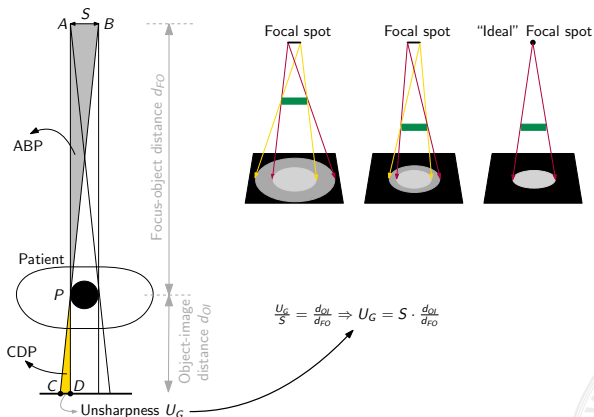 S
A
B
ABP
Focus-object distance d_FO
Patient
P
Object-image
distance d_OI
CDP
C
D
Unsharpness U_G
Focal spot
Focal spot
“Ideal” Focal spot
U_G/S = d_OI/d_FO ⇒ U_G = S · d_OI/d_FO